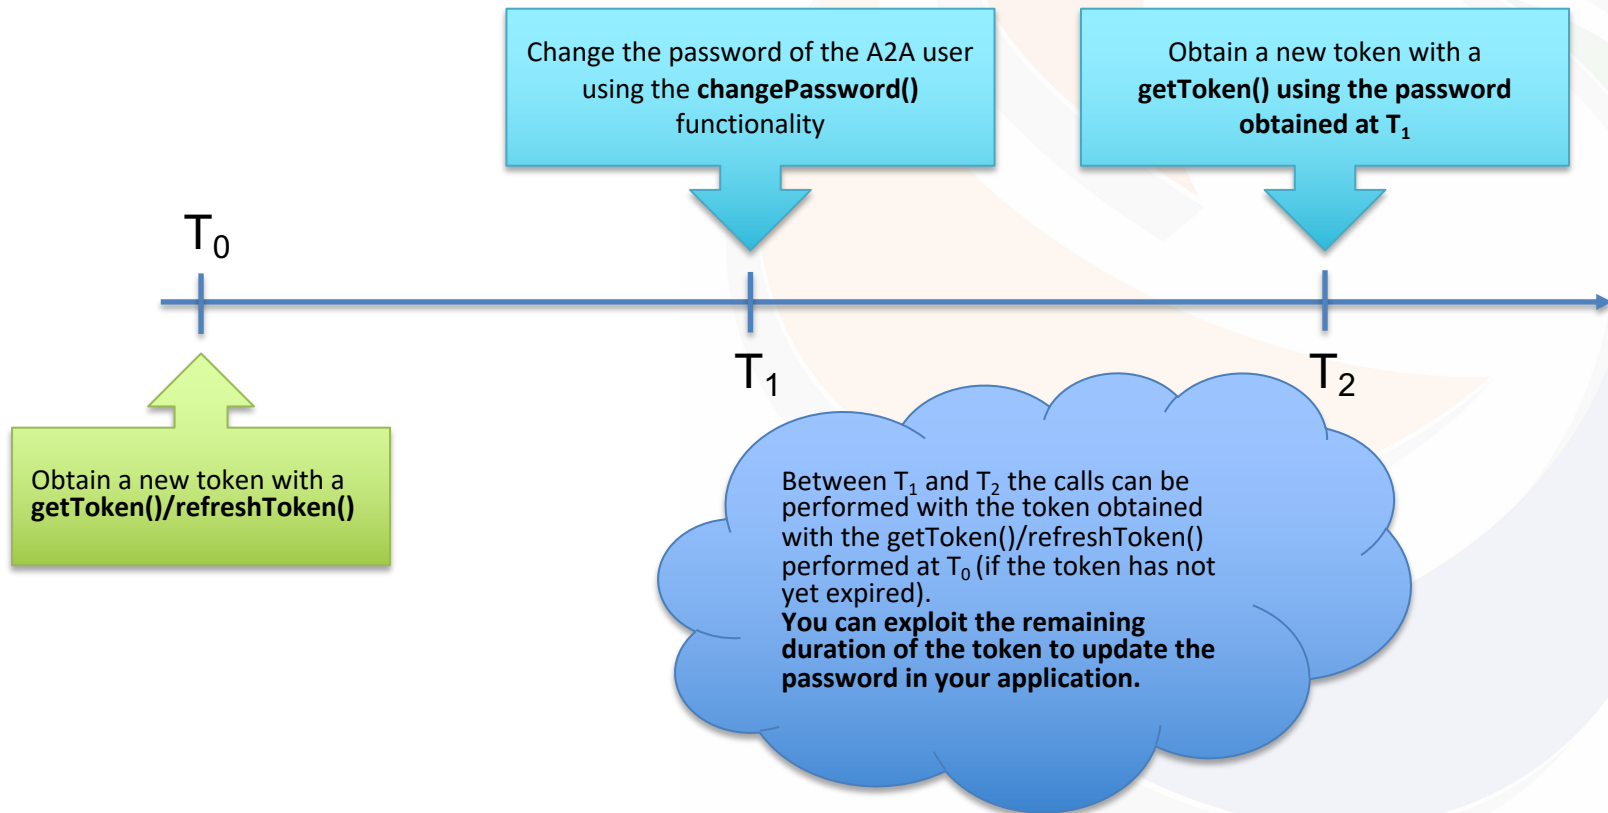 Change the password of the A2A user
using the changePassword()
functionality
Obtain a new token with a
getToken() using the password
obtained at T₁
T₀
T₁
T₂
Obtain a new token with a
getToken()/refreshToken()
Between T₁ and T₂ the calls can be
performed with the token obtained
with the getToken()/refreshToken()
performed at T₀ (if the token has not
yet expired).
You can exploit the remaining
duration of the token to update the
password in your application.